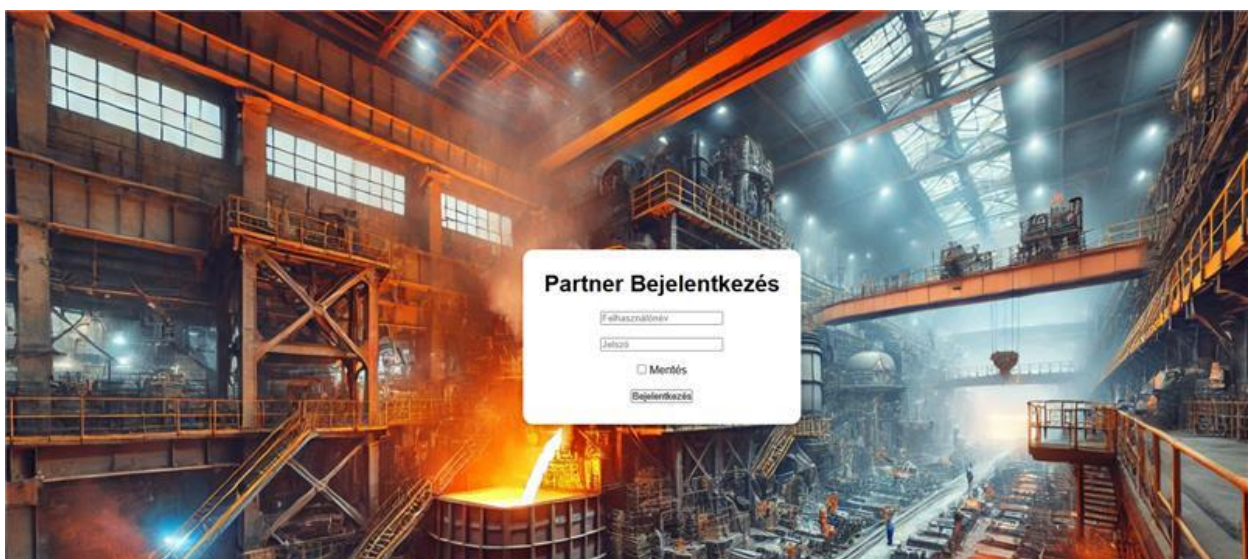 Partner Bejelentkezés
Felhasználónév
Jelszó
Mentés
Bejelentkezés